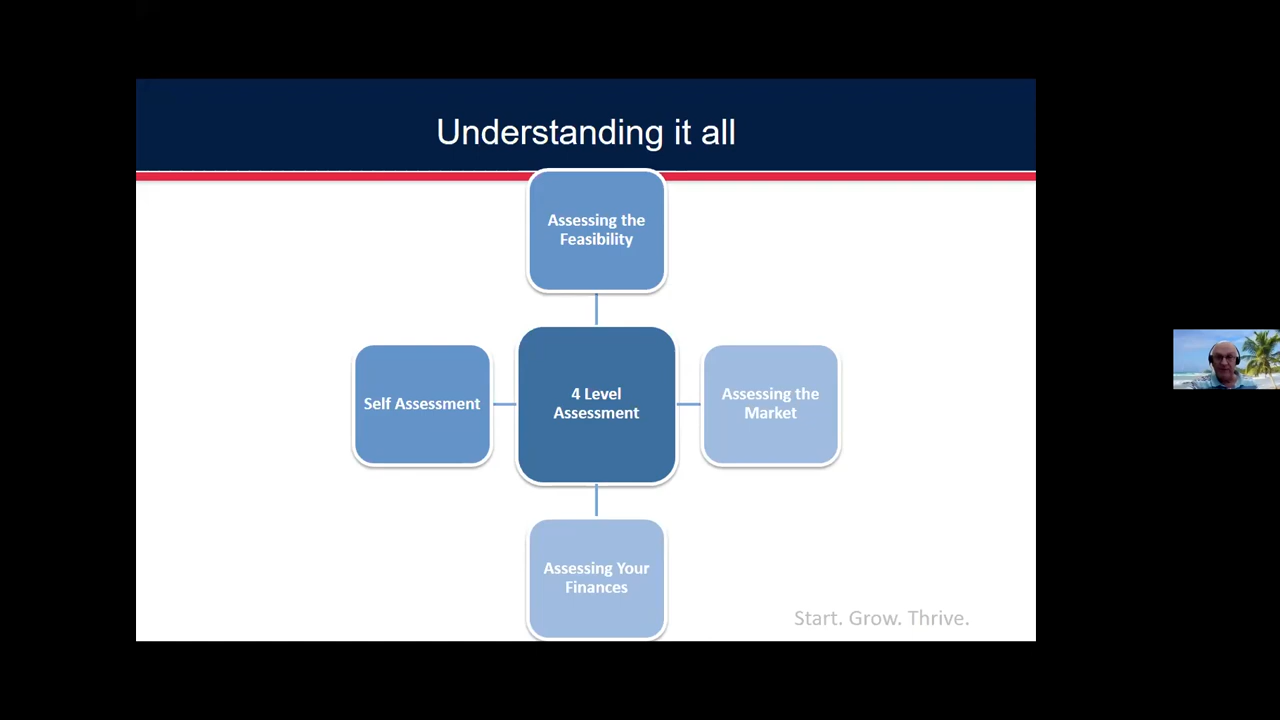 Understanding it all
Assessing the
Feasibility
Self Assessment
4 Level
Assessment
Assessing the
Market
Assessing Your
Finances
Start. Grow. Thrive.